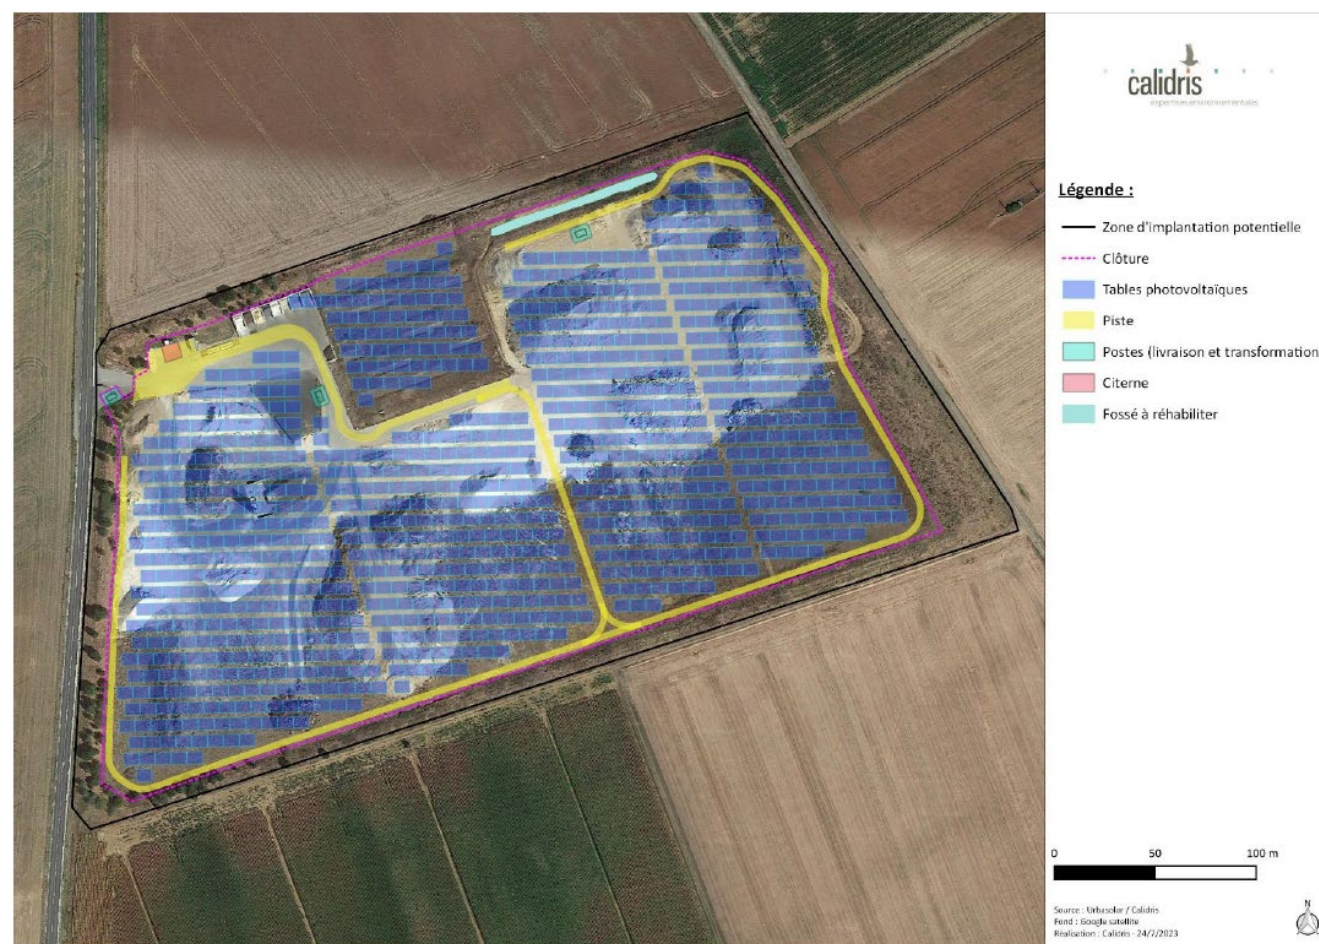 calidris
expertises environnementales
Légende :
Zone d'implantation potentielle
Clôture
Tables photovoltaïques
Piste
Postes (livraison et transformation
Citerne
Fossé à réhabiliter
0 50 100 m
Source : Urbasolar / Calidris
Fond : Google satellite
Réalisation : Calidris - 24/7/2023
N